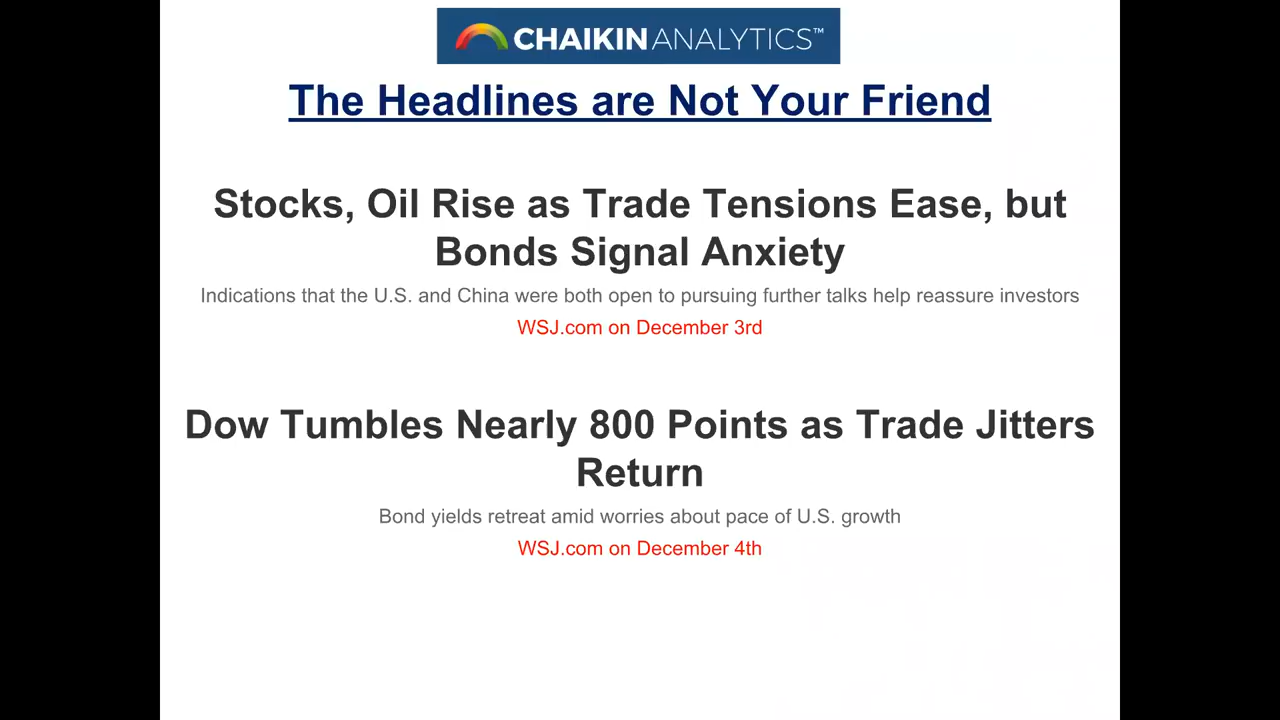 CHAIKIN ANALYTICS™
The Headlines are Not Your Friend
Stocks, Oil Rise as Trade Tensions Ease, but
Bonds Signal Anxiety
Indications that the U.S. and China were both open to pursuing further talks help reassure investors
WSJ.com on December 3rd
Dow Tumbles Nearly 800 Points as Trade Jitters
Return
Bond yields retreat amid worries about pace of U.S. growth
WSJ.com on December 4th